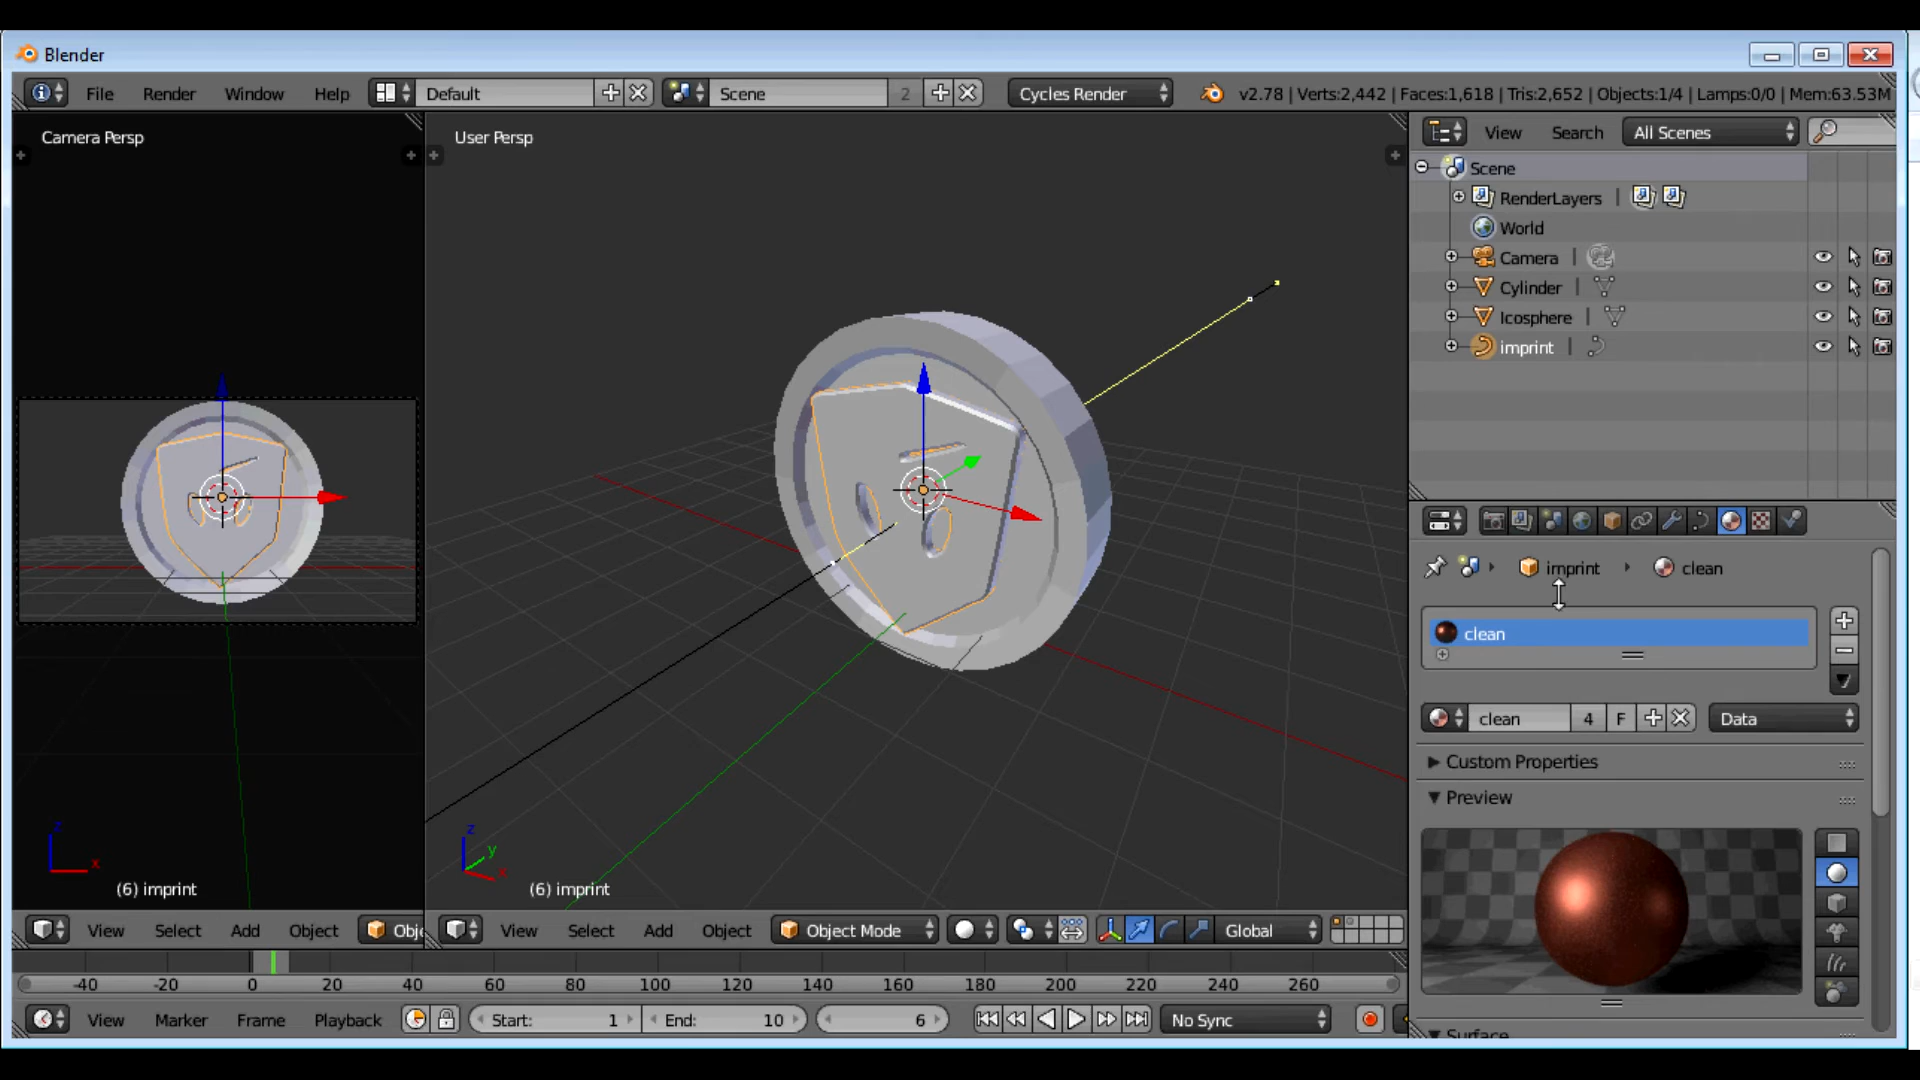 Blender
File Render Window Help Default Scene 2 Cycles Render v2.78 | Verts:2,442 | Faces:1,618 | Tris:2,652 | Objects:1/4 | Lamps:0/0 | Mem:63.53M
Camera Persp
User Persp
View Search All Scenes
Scene
RenderLayers
World
Camera
Cylinder
Icosphere
imprint
imprint clean
clean
clean 4 F Data
Custom Properties
Preview
Surface
z
x
(6) imprint
z
y
x
(6) imprint
View Select Add Object Obje
View Select Add Object Object Mode Global
-40 -20 0 20 40 60 80 100 120 140 160 180 200 220 240 260
View Marker Frame Playback Start: 1 End: 10 6 No Sync